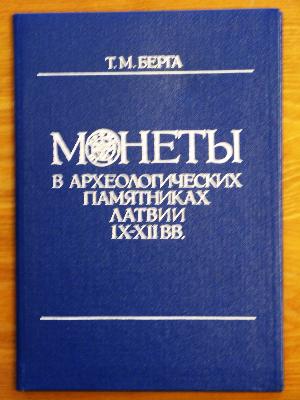 Т.М.БЕРГА
МОНЕТЫ
В АРХЕОЛОГИЧЕСКИХ
ПАМЯТНИКАХ
ЛАТВИИ
IX-XII ВВ.